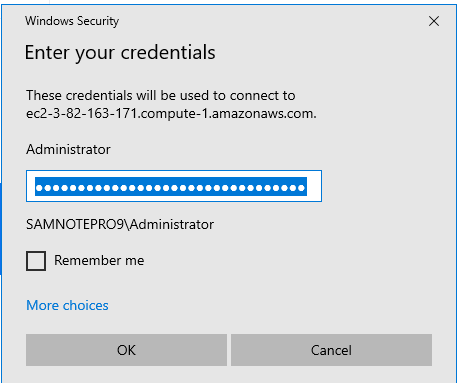 Windows Security
Enter your credentials
These credentials will be used to connect to
ec2-3-82-163-171.compute-1.amazonaws.com.
Administrator
••••••••••••••••••••••••••••••••
SAMNOTEPRO9\Administrator
Remember me
More choices
OK
Cancel